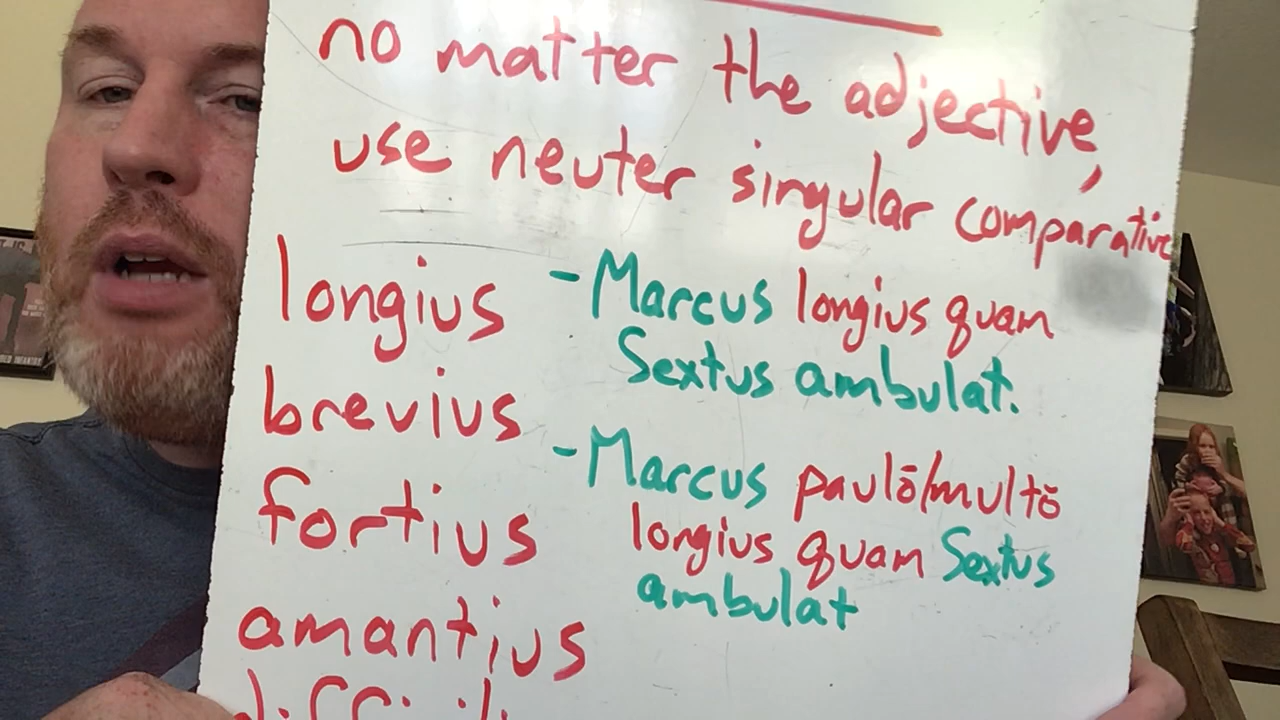 no matter the adjective,
use neuter singular comparative
longius
brevius
fortius
amantius
- Marcus longius quam
Sextus ambulat.
- Marcus paulō/multō
longius quam Sextus
ambulat